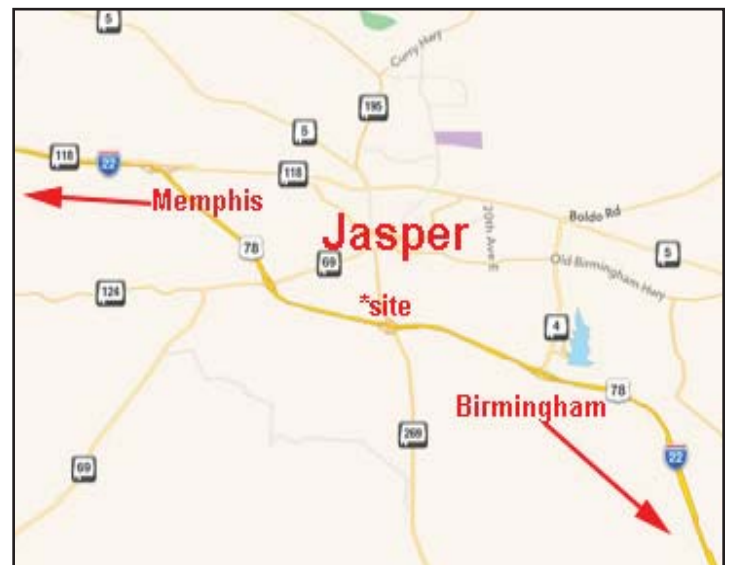 5
Curry Hwy
195
5
118
22
118
Memphis
20th Ave E
Boldo Rd
Jasper
78
69
5
Old Birmingham Hwy
124
*site
4
78
Birmingham
269
22
69